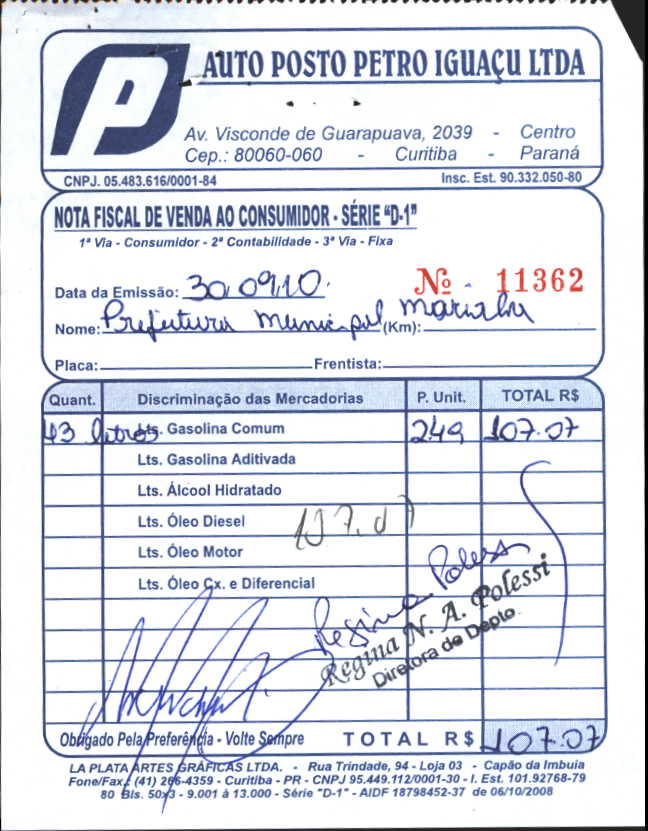 P AUTO POSTO PETRO IGUAÇU LTDA
Av. Visconde de Guarapuava, 2039 - Centro
Cep.: 80060-060 - Curitiba - Paraná
CNPJ. 05.483.616/0001-84 Insc. Est. 90.332.050-80
NOTA FISCAL DE VENDA AO CONSUMIDOR - SÉRIE "D-1"
1ª Via - Consumidor - 2ª Contabilidade - 3ª Via - Fixa
Data da Emissão: 30.09.10. Nº - 11362
Nome: Prefeitura Municipal (Km):
Placa: Frentista:
Quant. Discriminação das Mercadorias P. Unit. TOTAL R$
43 litros Lts. Gasolina Comum 249 107.07
Lts. Gasolina Aditivada
Lts. Álcool Hidratado
Lts. Óleo Diesel 107.07
Lts. Óleo Motor
Lts. Óleo Cx. e Diferencial
Regina Polessi
Regina N. A. Polessi
Diretora de Depto.
Obrigado Pela Preferência - Volte Sempre TOTAL R$ 107.07
LA PLATA ARTES GRÁFICAS LTDA. - Rua Trindade, 94 - Loja 03 - Capão da Imbuia
Fone/Fax.: (41) 266-4359 - Curitiba - PR - CNPJ 95.449.112/0001-30 - I. Est. 101.92768-79
80 Bls. 50x3 - 9.001 à 13.000 - Série "D-1" - AIDF 18798452-37 de 06/10/2008